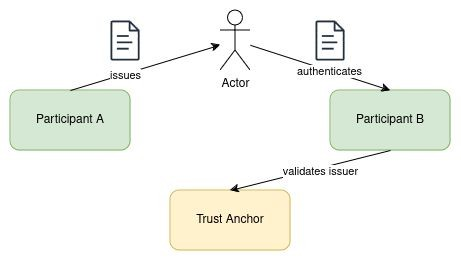 issues
authenticates
Actor
Participant A
Participant B
validates issuer
Trust Anchor